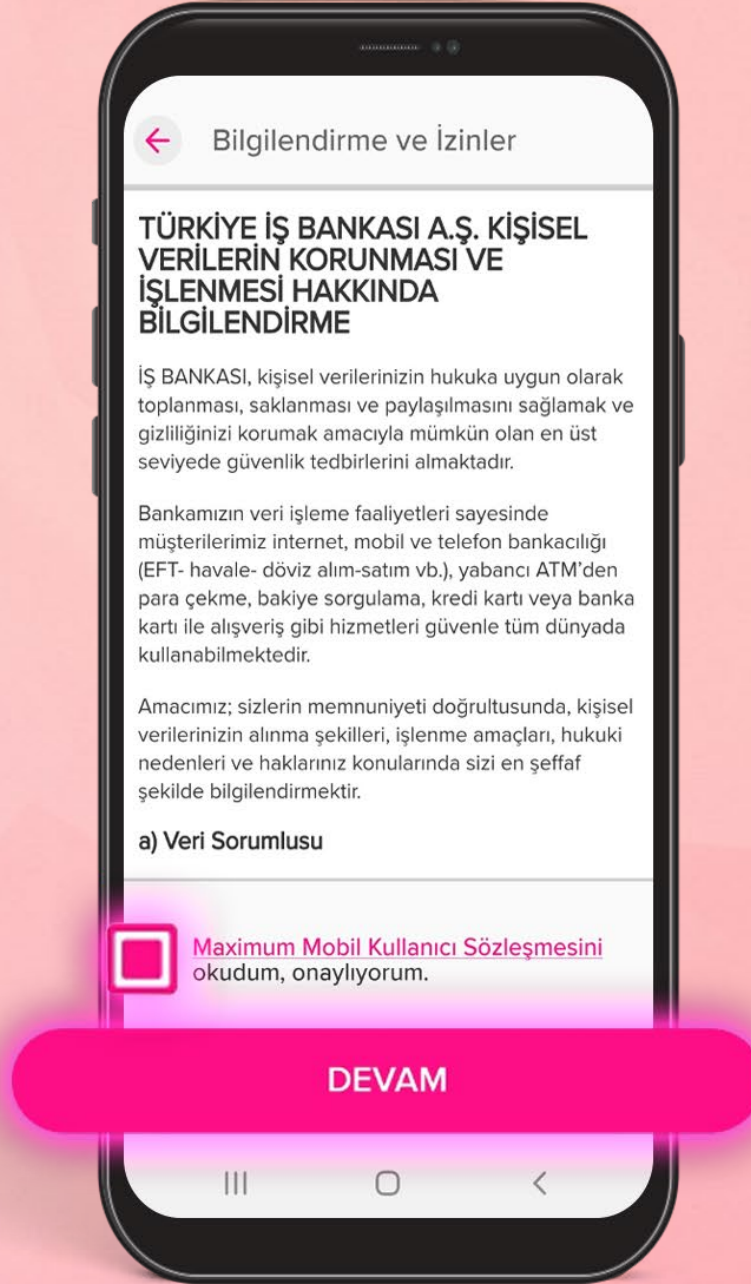 Bilgilendirme ve İzinler
TÜRKİYE İŞ BANKASI A.Ş. KİŞİSEL
VERİLERİN KORUNMASI VE
İŞLENMESİ HAKKINDA
BİLGİLENDİRME
İŞ BANKASI, kişisel verilerinizin hukuka uygun olarak
toplanması, saklanması ve paylaşılmasını sağlamak ve
gizliliğinizi korumak amacıyla mümkün olan en üst
seviyede güvenlik tedbirlerini almaktadır.
Bankamızın veri işleme faaliyetleri sayesinde
müşterilerimiz internet, mobil ve telefon bankacılığı
(EFT- havale- döviz alım-satım vb.), yabancı ATM'den
para çekme, bakiye sorgulama, kredi kartı veya banka
kartı ile alışveriş gibi hizmetleri güvenle tüm dünyada
kullanabilmektedir.
Amacımız; sizlerin memnuniyeti doğrultusunda, kişisel
verilerinizin alınma şekilleri, işlenme amaçları, hukuki
nedenleri ve haklarınız konularında sizi en şeffaf
şekilde bilgilendirmektir.
a) Veri Sorumlusu
Maximum Mobil Kullanıcı Sözleşmesini
okudum, onaylıyorum.
DEVAM